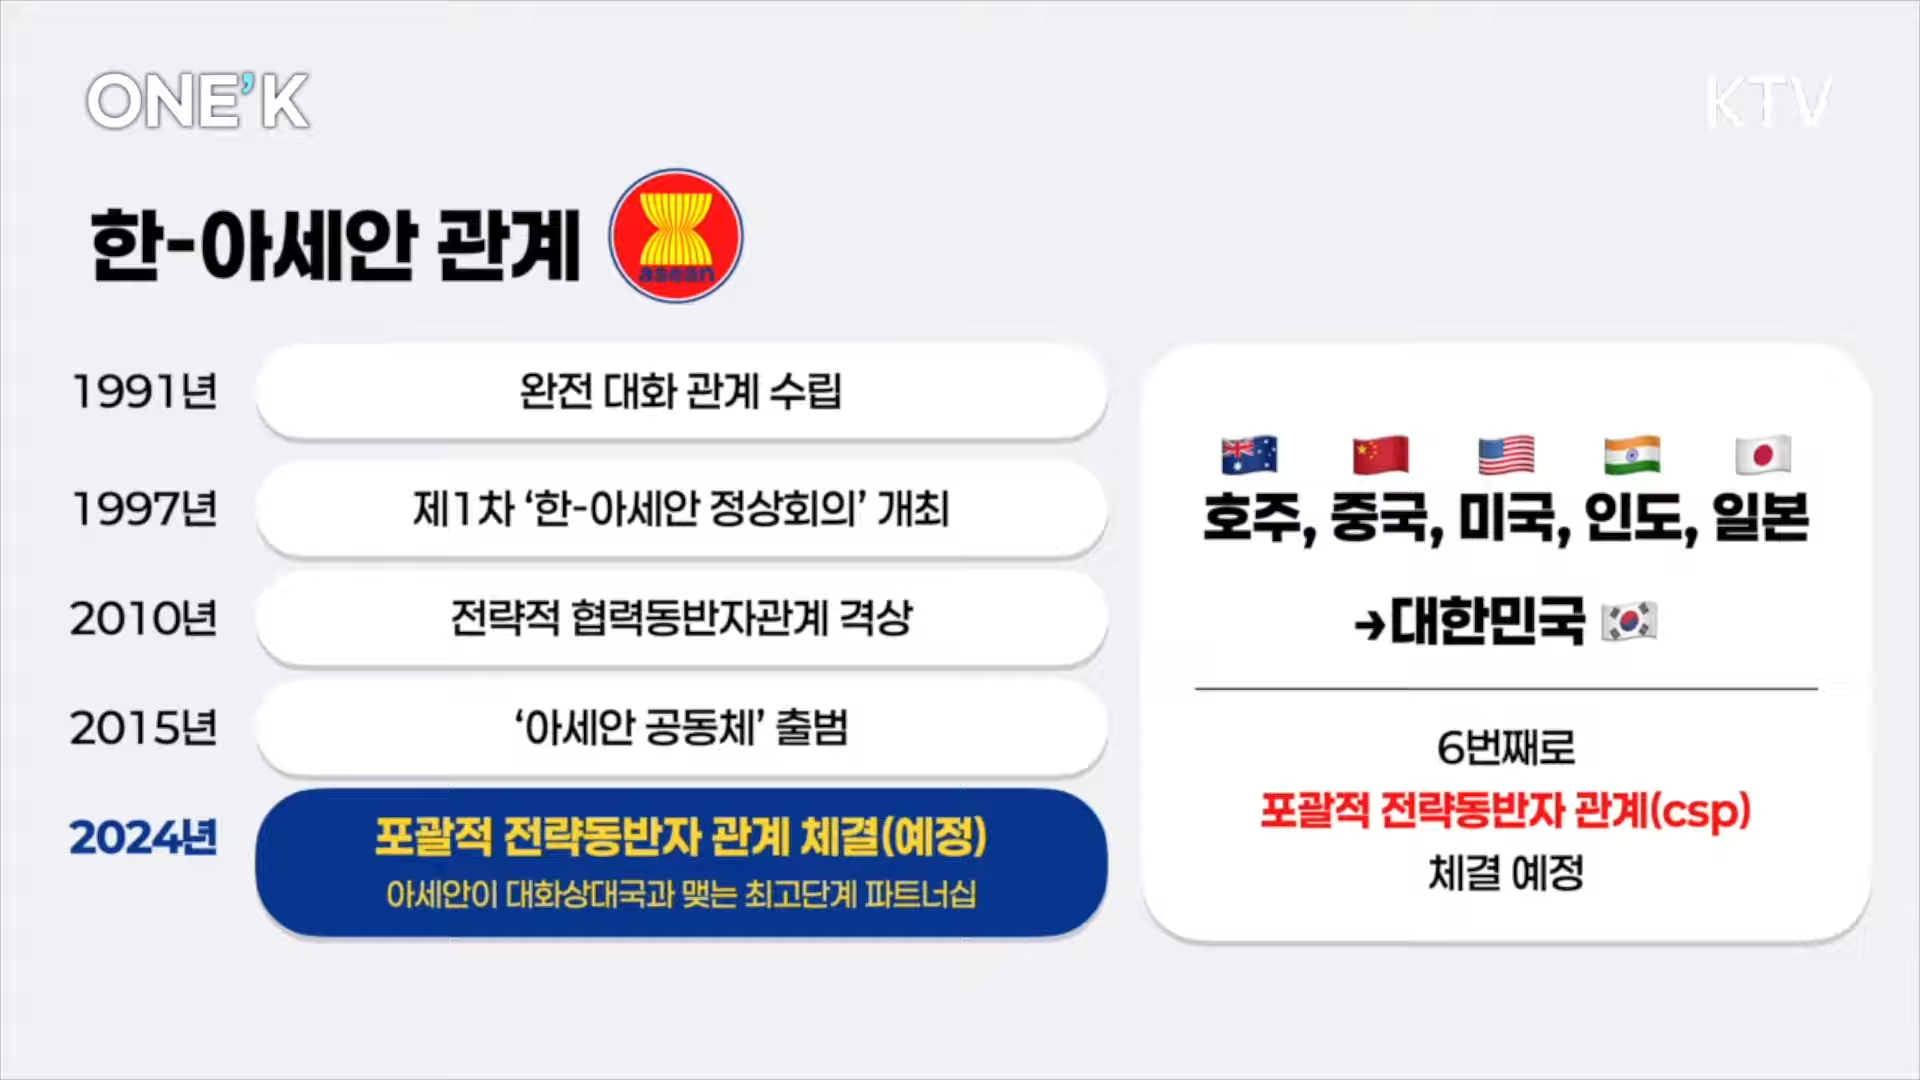 ONE'K
KTV
한-아세안 관계
asean
1991년
완전 대화 관계 수립
1997년
제1차 ‘한-아세안 정상회의’ 개최
2010년
전략적 협력동반자관계 격상
2015년
‘아세안 공동체’ 출범
2024년
포괄적 전략동반자 관계 체결(예정)
아세안이 대화상대국과 맺는 최고단계 파트너십
호주, 중국, 미국, 인도, 일본
→대한민국
6번째로
포괄적 전략동반자 관계(csp)
체결 예정